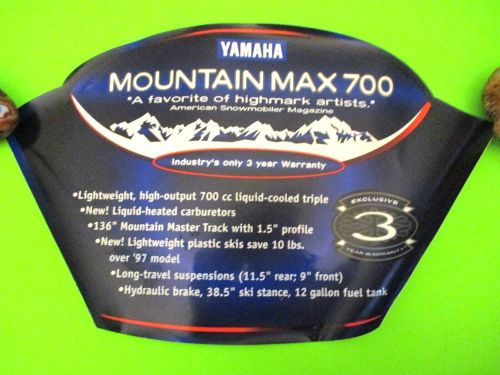 YAMAHA
MOUNTAIN MAX 700
"A favorite of highmark artists."
American Snowmobiler Magazine
Industry's only 3 year Warranty
•Lightweight, high-output 700 cc liquid-cooled triple
•New! Liquid-heated carburetors
•136" Mountain Master Track with 1.5" profile
•New! Lightweight plastic skis save 10 lbs.
over '97 model
•Long-travel suspensions (11.5" rear; 9" front)
•Hydraulic brake, 38.5" ski stance, 12 gallon fuel tank
EXCLUSIVE
3
YEAR WARRANTY